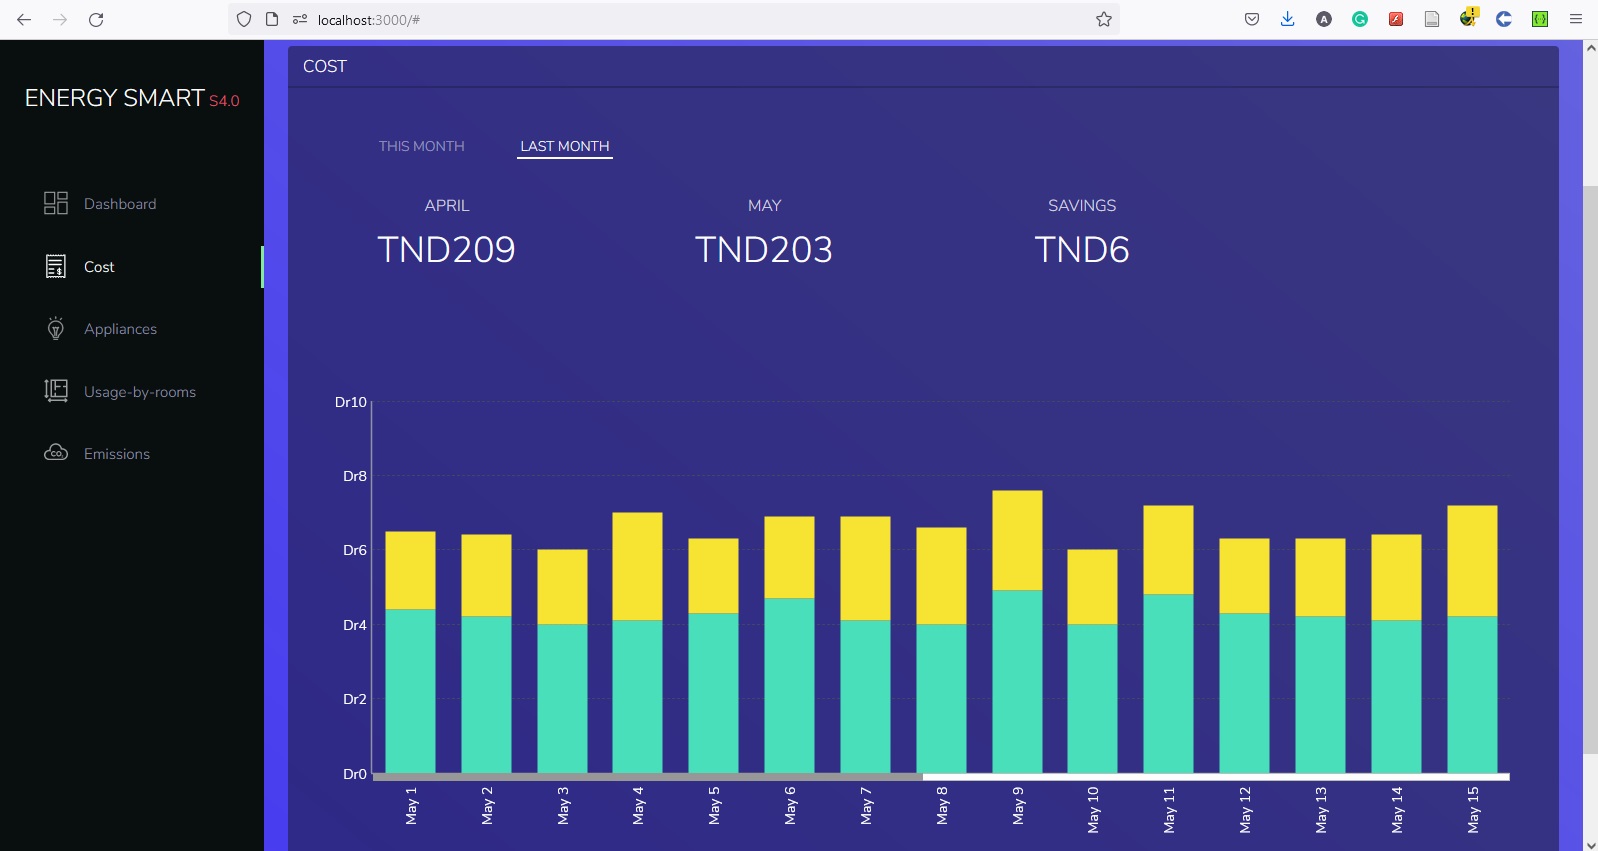 localhost:3000/#
ENERGY SMART S4.0
Dashboard
Cost
Appliances
Usage-by-rooms
Emissions
COST
THIS MONTH LAST MONTH
APRIL MAY SAVINGS
TND209 TND203 TND6
Dr10
Dr8
Dr6
Dr4
Dr2
Dr0
May 1 May 2 May 3 May 4 May 5 May 6 May 7 May 8 May 9 May 10 May 11 May 12 May 13 May 14 May 15